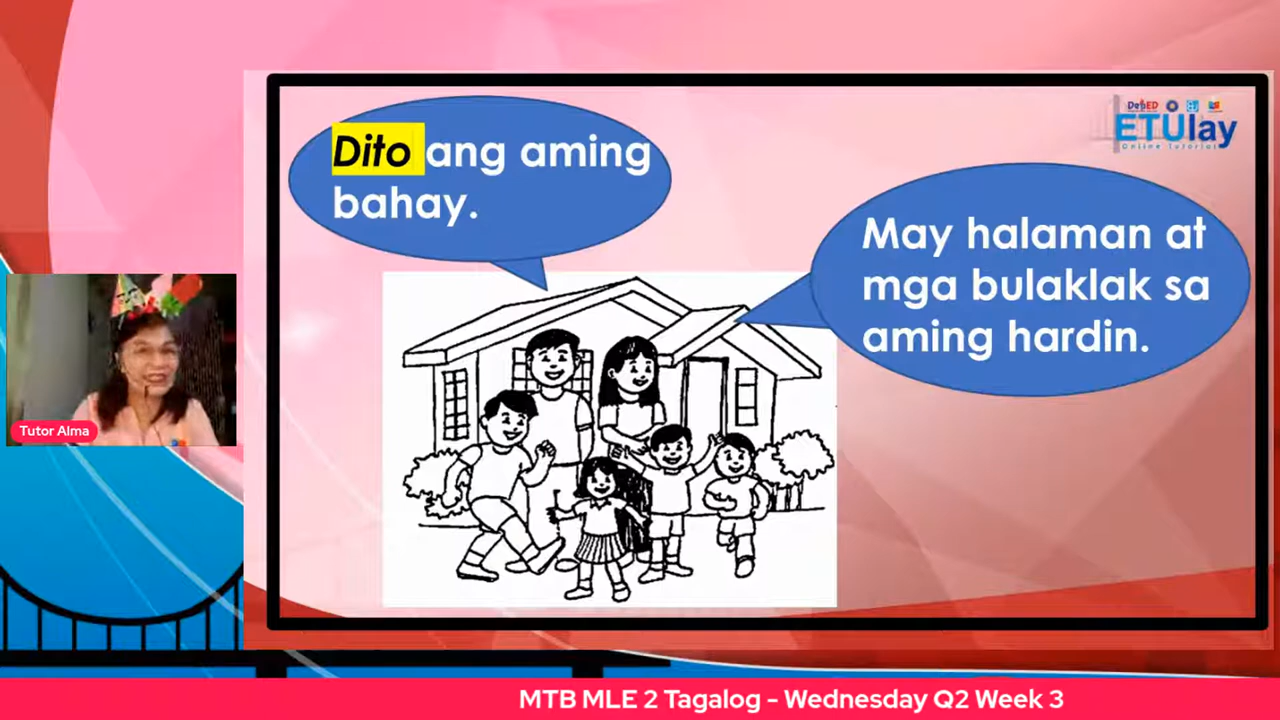 Dito ang aming
bahay.
DepED
ETUlay
Online Tutorial
May halaman at
mga bulaklak sa
aming hardin.
Tutor Alma
MTB MLE 2 Tagalog - Wednesday Q2 Week 3